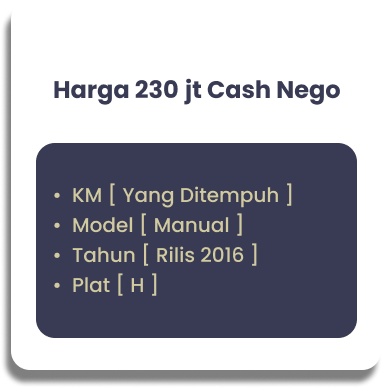 Harga 230 jt Cash Nego
• KM [ Yang Ditempuh ]
• Model [ Manual ]
• Tahun [ Rilis 2016 ]
• Plat [ H ]